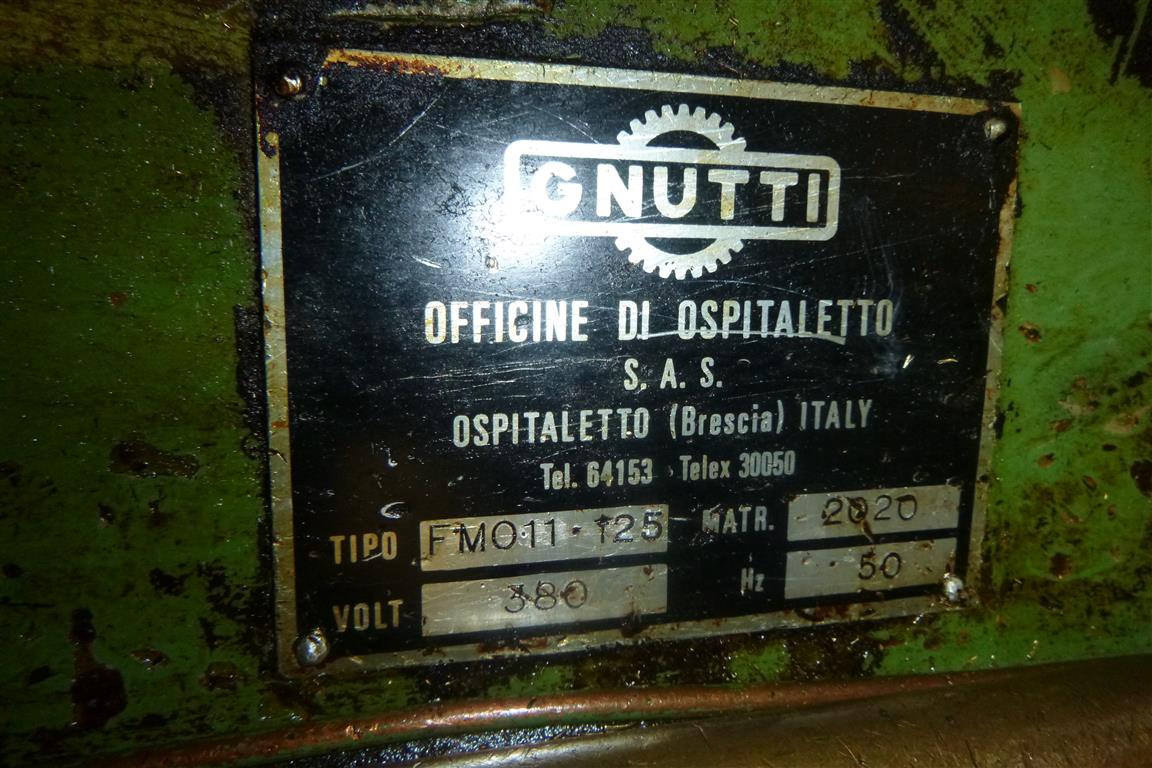 GNUTTI
OFFICINE DI OSPITALETTO
S. A. S.
OSPITALETTO (Brescia) ITALY
Tel. 64153 Telex 30050
TIPO FMO11-125 MATR. 2020
VOLT 380 Hz 50